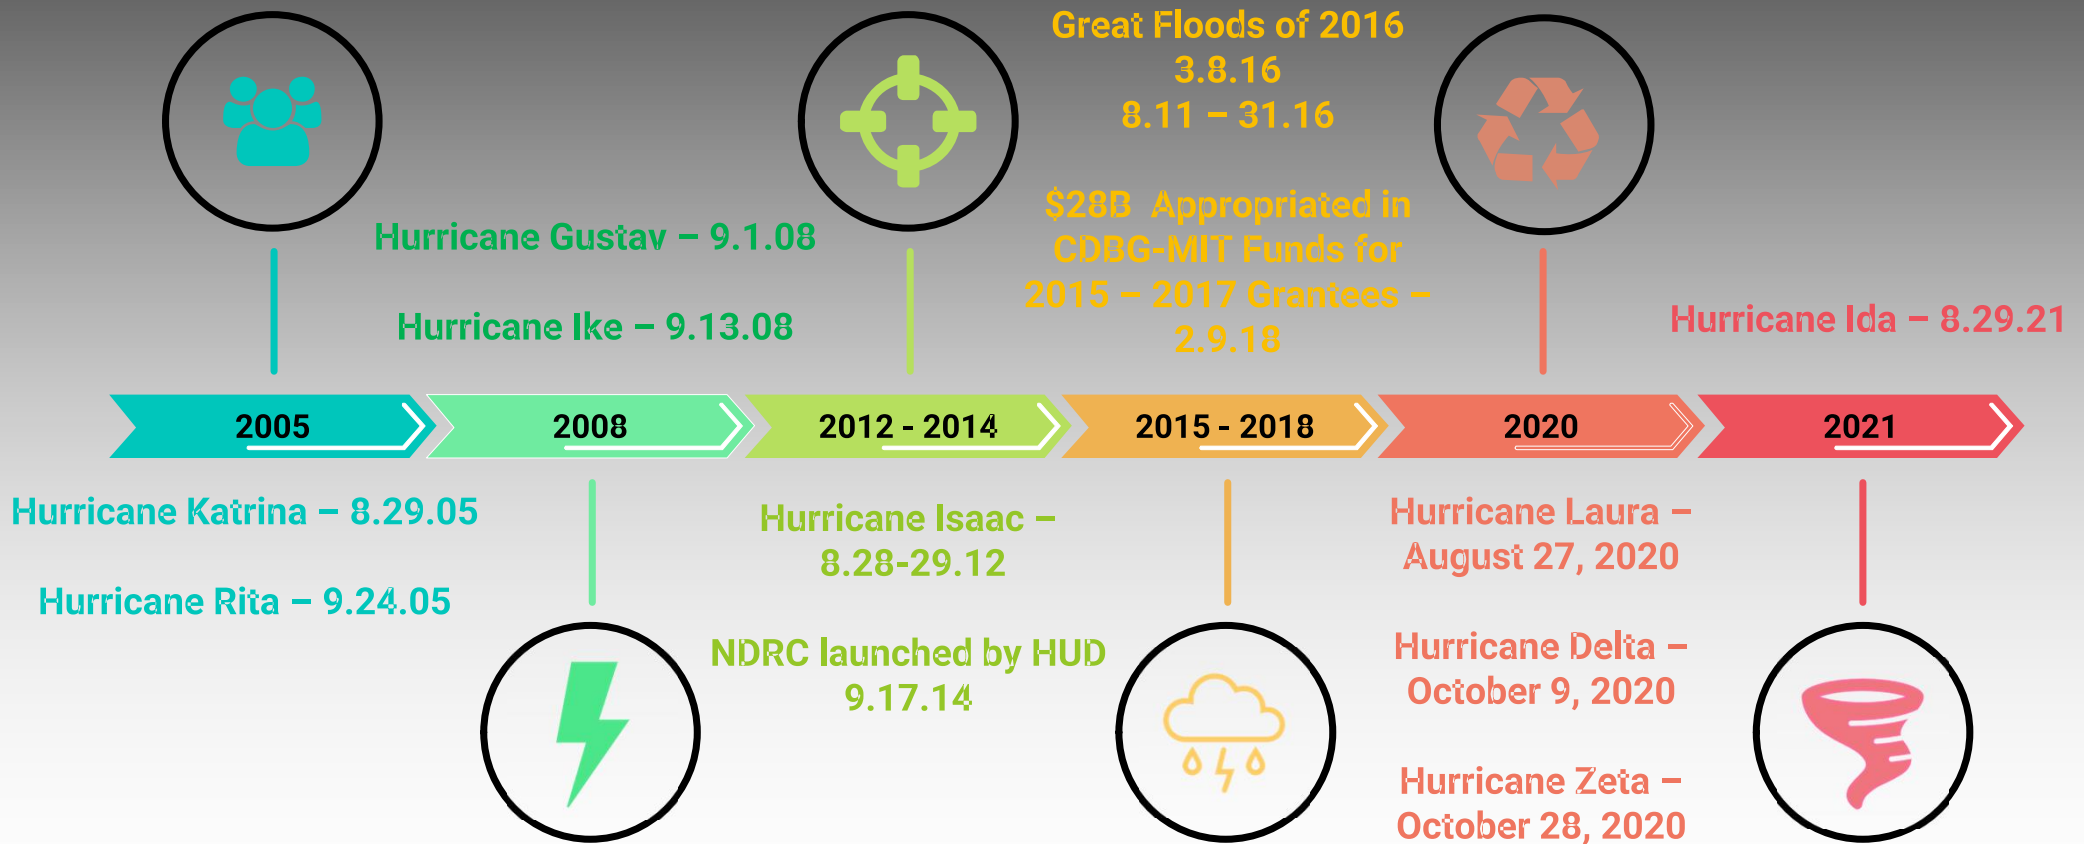 2005
Hurricane Katrina – 8.29.05
Hurricane Rita – 9.24.05
Hurricane Gustav – 9.1.08
Hurricane Ike – 9.13.08
2008
2012 - 2014
Hurricane Isaac –
8.28-29.12
NDRC launched by HUD
9.17.14
Great Floods of 2016
3.8.16
8.11 – 31.16
$28B Appropriated in
CDBG-MIT Funds for
2015 – 2017 Grantees –
2.9.18
2015 - 2018
2020
Hurricane Laura –
August 27, 2020
Hurricane Delta –
October 9, 2020
Hurricane Zeta –
October 28, 2020
Hurricane Ida – 8.29.21
2021